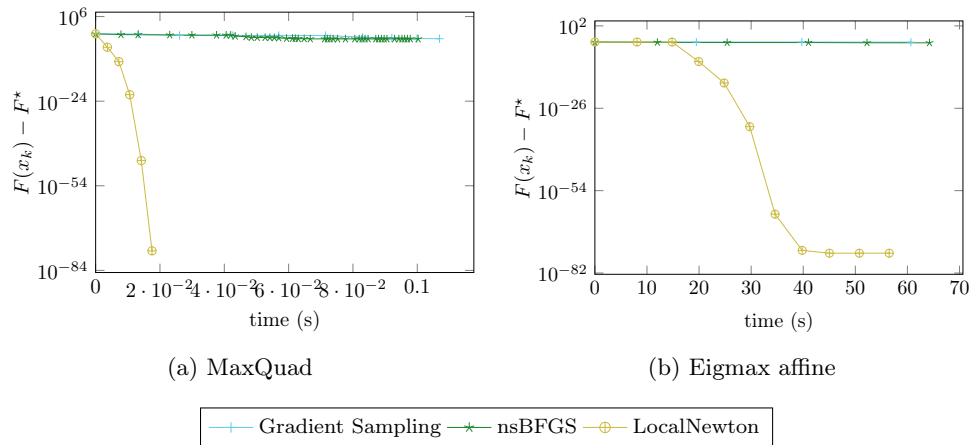 10^6
10^−24
10^−54
10^−84
F(x_k) − F^⋆
0 2·10^−2 4·10^−2 6·10^−2 8·10^−2 0.1
time (s)
(a) MaxQuad
10^2
10^−26
10^−54
10^−82
F(x_k) − F^⋆
0 10 20 30 40 50 60 70
time (s)
(b) Eigmax affine
Gradient Sampling nsBFGS LocalNewton